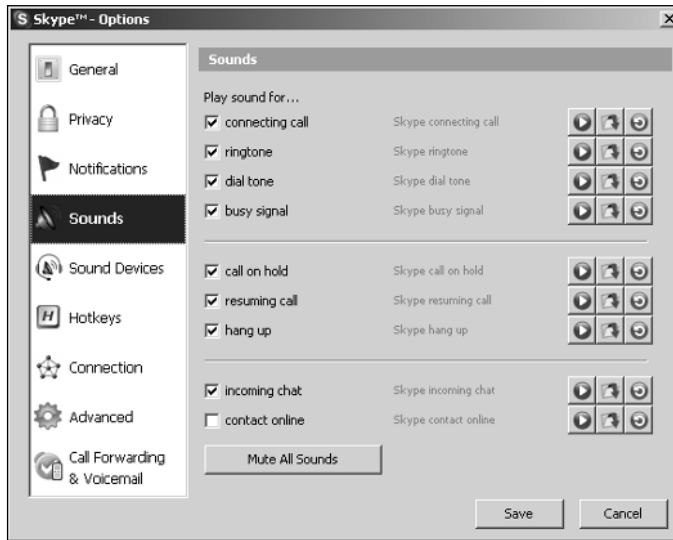 S Skype™ - Options
General
Privacy
Notifications
Sounds
Sound Devices
H Hotkeys
Connection
Advanced
Call Forwarding
& Voicemail
Sounds
Play sound for...
connecting call Skype connecting call
ringtone Skype ringtone
dial tone Skype dial tone
busy signal Skype busy signal
call on hold Skype call on hold
resuming call Skype resuming call
hang up Skype hang up
incoming chat Skype incoming chat
contact online Skype contact online
Mute All Sounds
Save Cancel